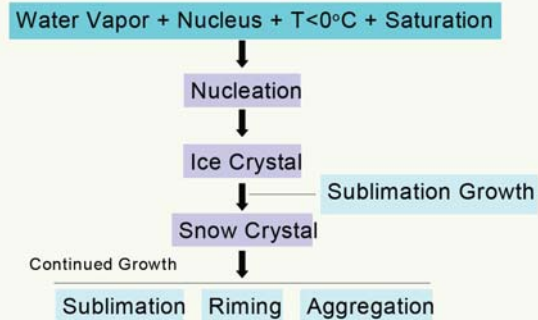 Water Vapor + Nucleus + T<0°C + Saturation
Nucleation
Ice Crystal
Sublimation Growth
Snow Crystal
Continued Growth
Sublimation Riming Aggregation